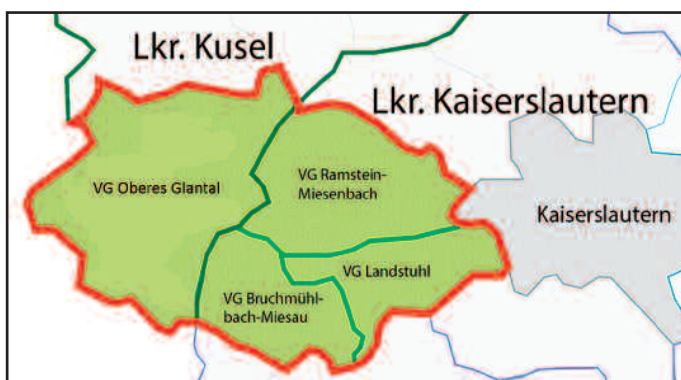 Lkr. Kusel
Lkr. Kaiserslautern
VG Oberes Glantal
VG Ramstein-
Miesenbach
Kaiserslautern
VG Landstuhl
VG Bruchmühl-
bach-Miesau